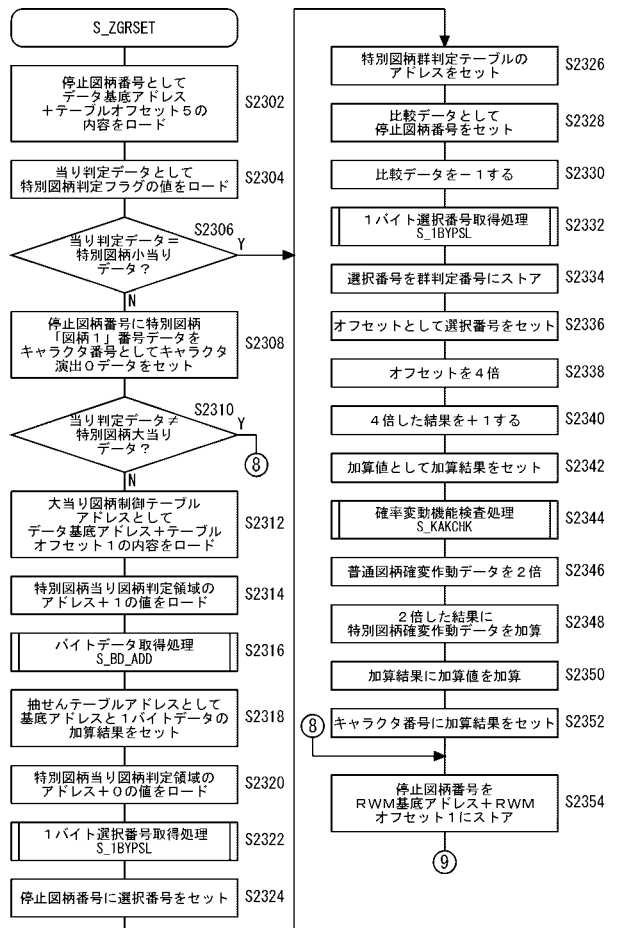 S_ZGRSET
停止図柄番号として
データ基底アドレス
+テーブルオフセット5の
内容をロード
S2302
当り判定データとして
特別図柄判定フラグの値をロード
S2304
S2306
当り判定データ=
特別図柄小当り
データ?
Y
N
停止図柄番号に特別図柄
「図柄1」番号データを
キャラクタ番号としてキャラクタ
演出0データをセット
S2308
S2310
当り判定データ≠
特別図柄大当り
データ?
Y
⑧
N
大当り図柄制御テーブル
アドレスとして
データ基底アドレス+テーブル
オフセット1の内容をロード
S2312
特別図柄当り図柄判定領域の
アドレス+1の値をロード
S2314
バイトデータ取得処理
S_BD_ADD
S2316
抽せんテーブルアドレスとして
基底アドレスと1バイトデータの
加算結果をセット
S2318
特別図柄当り図柄判定領域の
アドレス+0の値をロード
S2320
1バイト選択番号取得処理
S_1BYPSL
S2322
停止図柄番号に選択番号をセット
S2324
特別図柄群判定テーブルの
アドレスをセット
S2326
比較データとして
停止図柄番号をセット
S2328
比較データを-1する
S2330
1バイト選択番号取得処理
S_1BYPSL
S2332
選択番号を群判定番号にストア
S2334
オフセットとして選択番号をセット
S2336
オフセットを4倍
S2338
4倍した結果を+1する
S2340
加算値として加算結果をセット
S2342
確率変動機能検査処理
S_KAKCHK
S2344
普通図柄確変作動データを2倍
S2346
2倍した結果に
特別図柄確変作動データを加算
S2348
加算結果に加算値を加算
S2350
⑧
キャラクタ番号に加算結果をセット
S2352
停止図柄番号を
RWM基底アドレス+RWM
オフセット1にストア
S2354
⑨